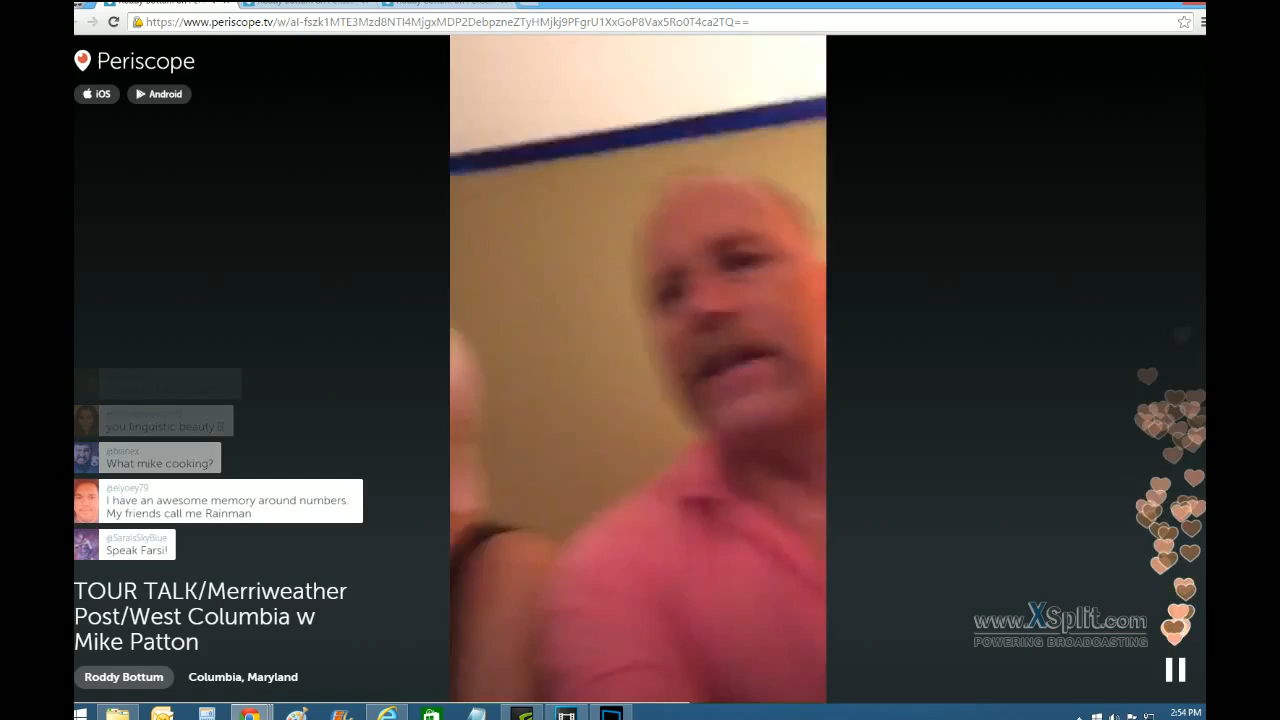 https://www.periscope.tv/w/aI-fszk1MTE3Mzd8NTI4MjgxMDP2DebpzneZTyHMjkj9PFgrU1XxGoP8Vax5Ro0T4ca2TQ==
Periscope
iOS
Android
you linguistic beauty
What mike cooking?
@elyoey79
I have an awesome memory around numbers.
My friends call me Rainman
@SaraIsSkyBlue
Speak Farsi!
TOUR TALK/Merriweather
Post/West Columbia w
Mike Patton
Roddy Bottum
Columbia, Maryland
www.XSplit.com
POWERING BROADCASTING
2:54 PM